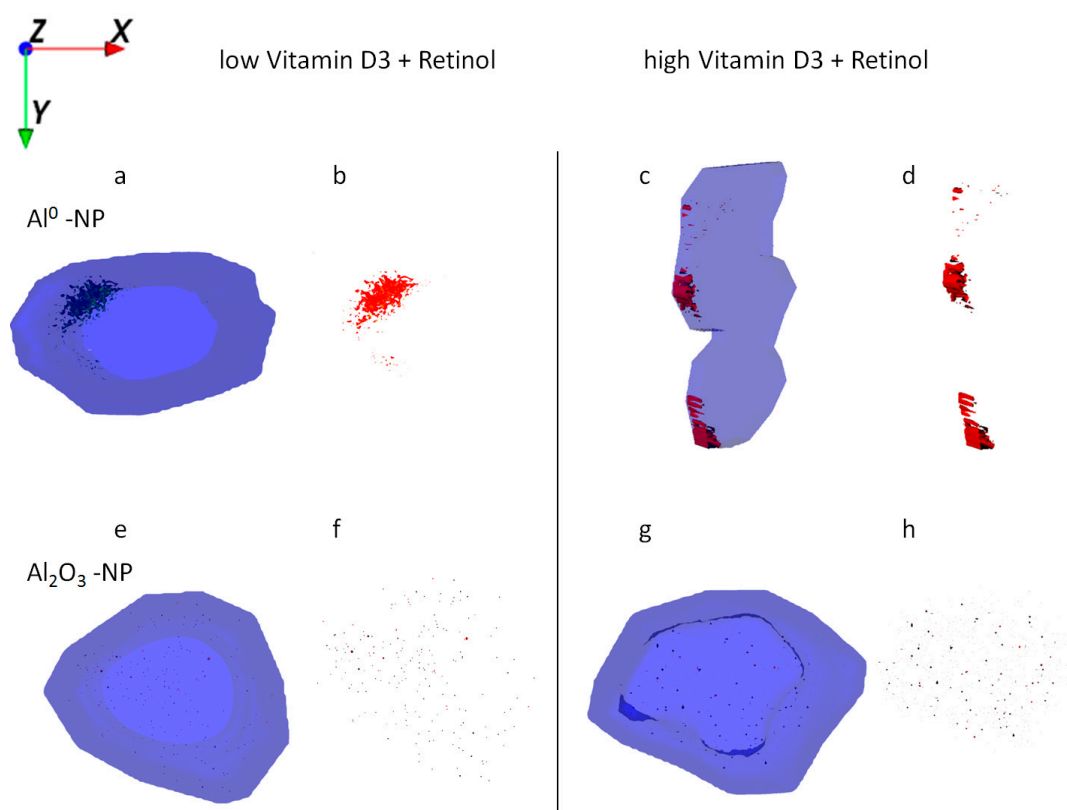 Z X
low Vitamin D3 + Retinol high Vitamin D3 + Retinol
Y
a b c d
Al⁰ -NP
e f g h
Al₂O₃ -NP